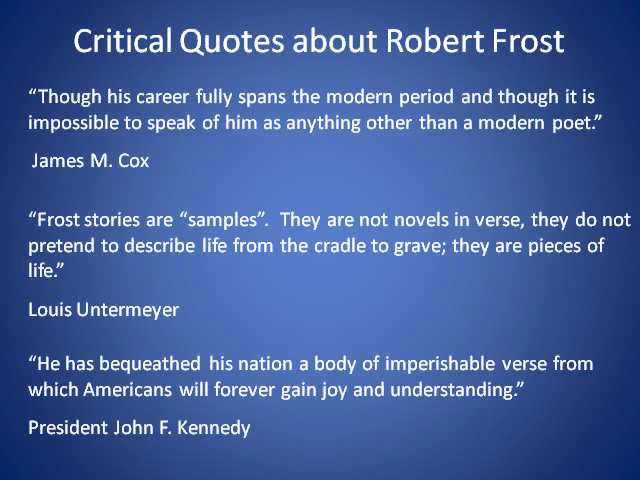 Critical Quotes about Robert Frost
“Though his career fully spans the modern period and though it is
impossible to speak of him as anything other than a modern poet.”
James M. Cox
“Frost stories are “samples”.  They are not novels in verse, they do not
pretend to describe life from the cradle to grave; they are pieces of
life.”
Louis Untermeyer
“He has bequeathed his nation a body of imperishable verse from
which Americans will forever gain joy and understanding.”
President John F. Kennedy